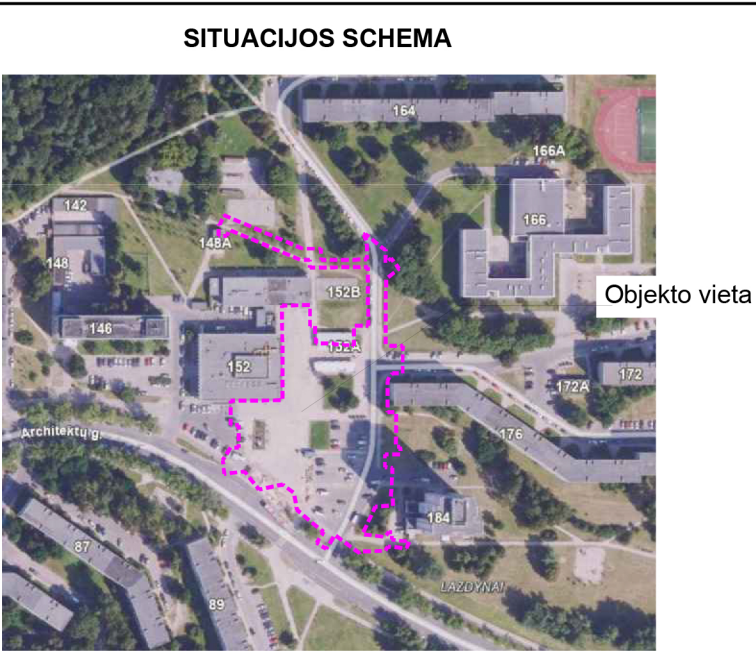 SITUACIJOS SCHEMA
164
166A
142
166
148A
148
152B
Objekto vieta
146
152A
152
172
172A
Architektų g.
176
184
87
LAZDYNAI
89